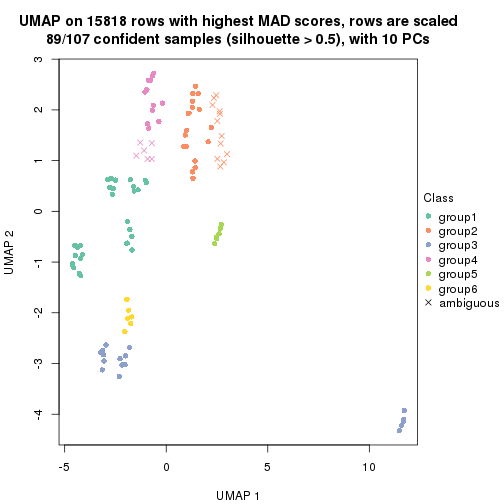 UMAP on 15818 rows with highest MAD scores, rows are scaled
89/107 confident samples (silhouette > 0.5), with 10 PCs
3
2
1
0
-1
-2
-3
-4
UMAP 2
-5
0
5
10
UMAP 1
Class
group1
group2
group3
group4
group5
group6
ambiguous